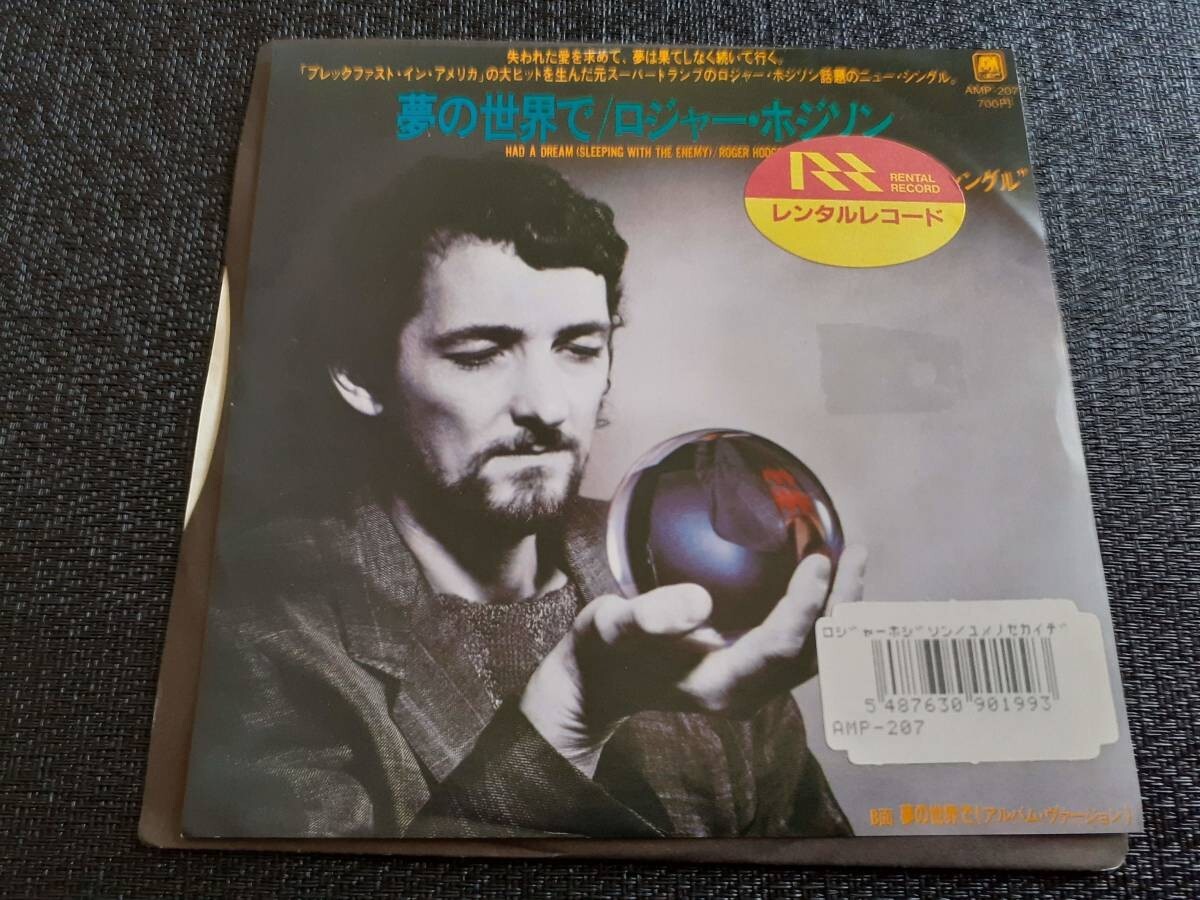 失われた愛を求めて、夢は果てしなく続いて行く。
「ブレックファスト・イン・アメリカ」の大ヒットを生んだ元スーパートランプのロジャー・ホジソン話題のニュー・シングル。
AMP-207
700円
夢の世界で/ロジャー・ホジソン
HAD A DREAM (SLEEPING WITH THE ENEMY) / ROGER
ングル"
RR
RENTAL
RECORD
レンタルレコード
ロジャーホジソン/ユメノセカイデ
5 487630 901993
AMP-207
B面 夢の世界で(アルバム・ヴァージョン)